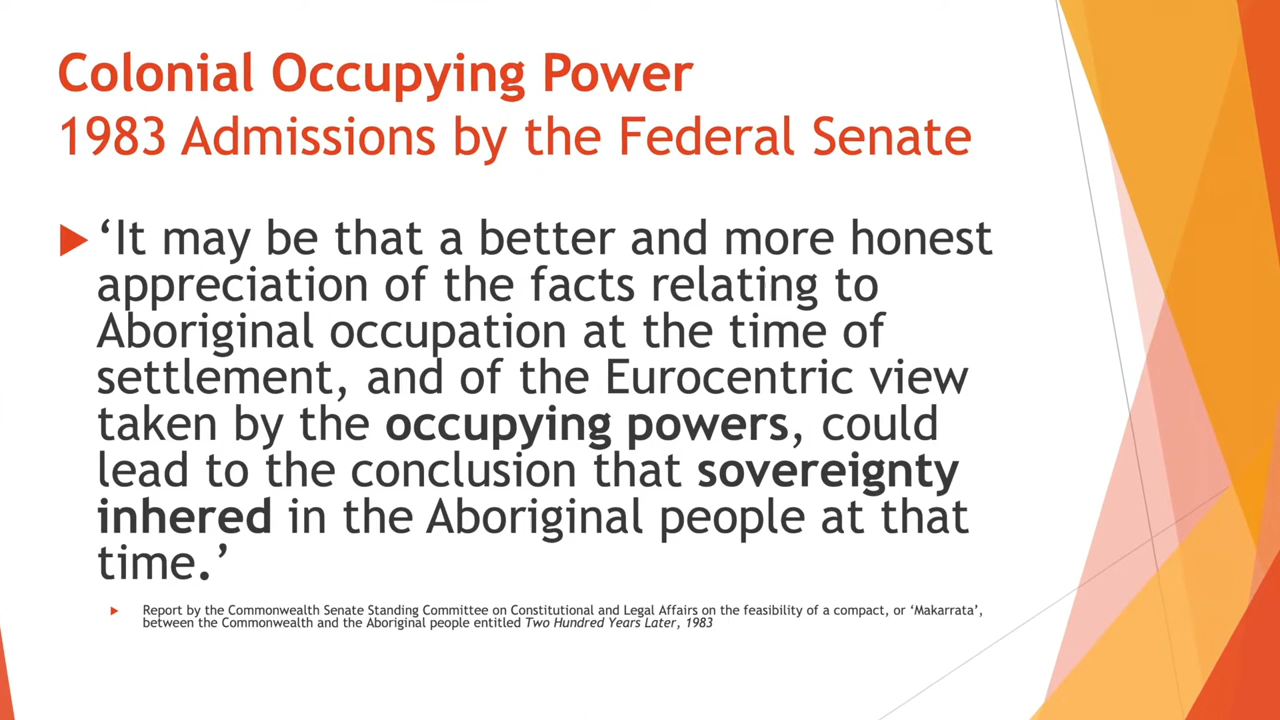 Colonial Occupying Power
1983 Admissions by the Federal Senate
‘It may be that a better and more honest
appreciation of the facts relating to
Aboriginal occupation at the time of
settlement, and of the Eurocentric view
taken by the occupying powers, could
lead to the conclusion that sovereignty
inhered in the Aboriginal people at that
time.’
Report by the Commonwealth Senate Standing Committee on Constitutional and Legal Affairs on the feasibility of a compact, or ‘Makarrata’,
between the Commonwealth and the Aboriginal people entitled Two Hundred Years Later, 1983